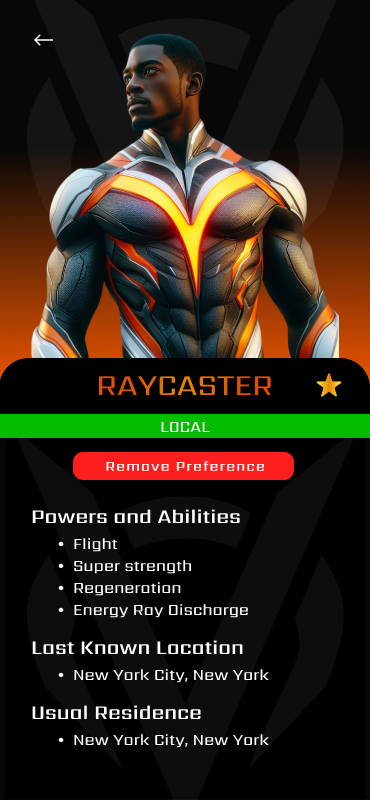 RAYCASTER
LOCAL
Remove Preference
Powers and Abilities
• Flight
• Super strength
• Regeneration
• Energy Ray Discharge
Last Known Location
• New York City, New York
Usual Residence
• New York City, New York